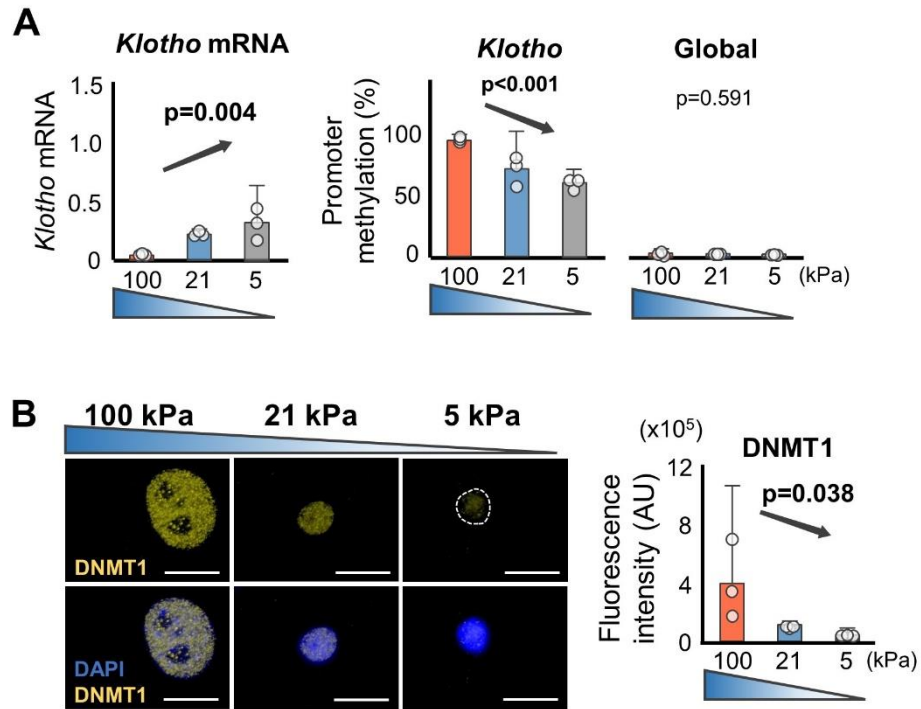 A
Klotho mRNA
Klotho mRNA
1.5
1.0
0.5
0
p=0.004
100 21 5
Klotho
Promoter
methylation (%)
100
50
0
p<0.001
100 21 5
Global
p=0.591
100 21 5 (kPa)
B
100 kPa 21 kPa 5 kPa
DNMT1
DAPI
DNMT1
(x10⁵)
DNMT1
Fluorescence
intensity (AU)
12
8
4
0
p=0.038
100 21 5 (kPa)